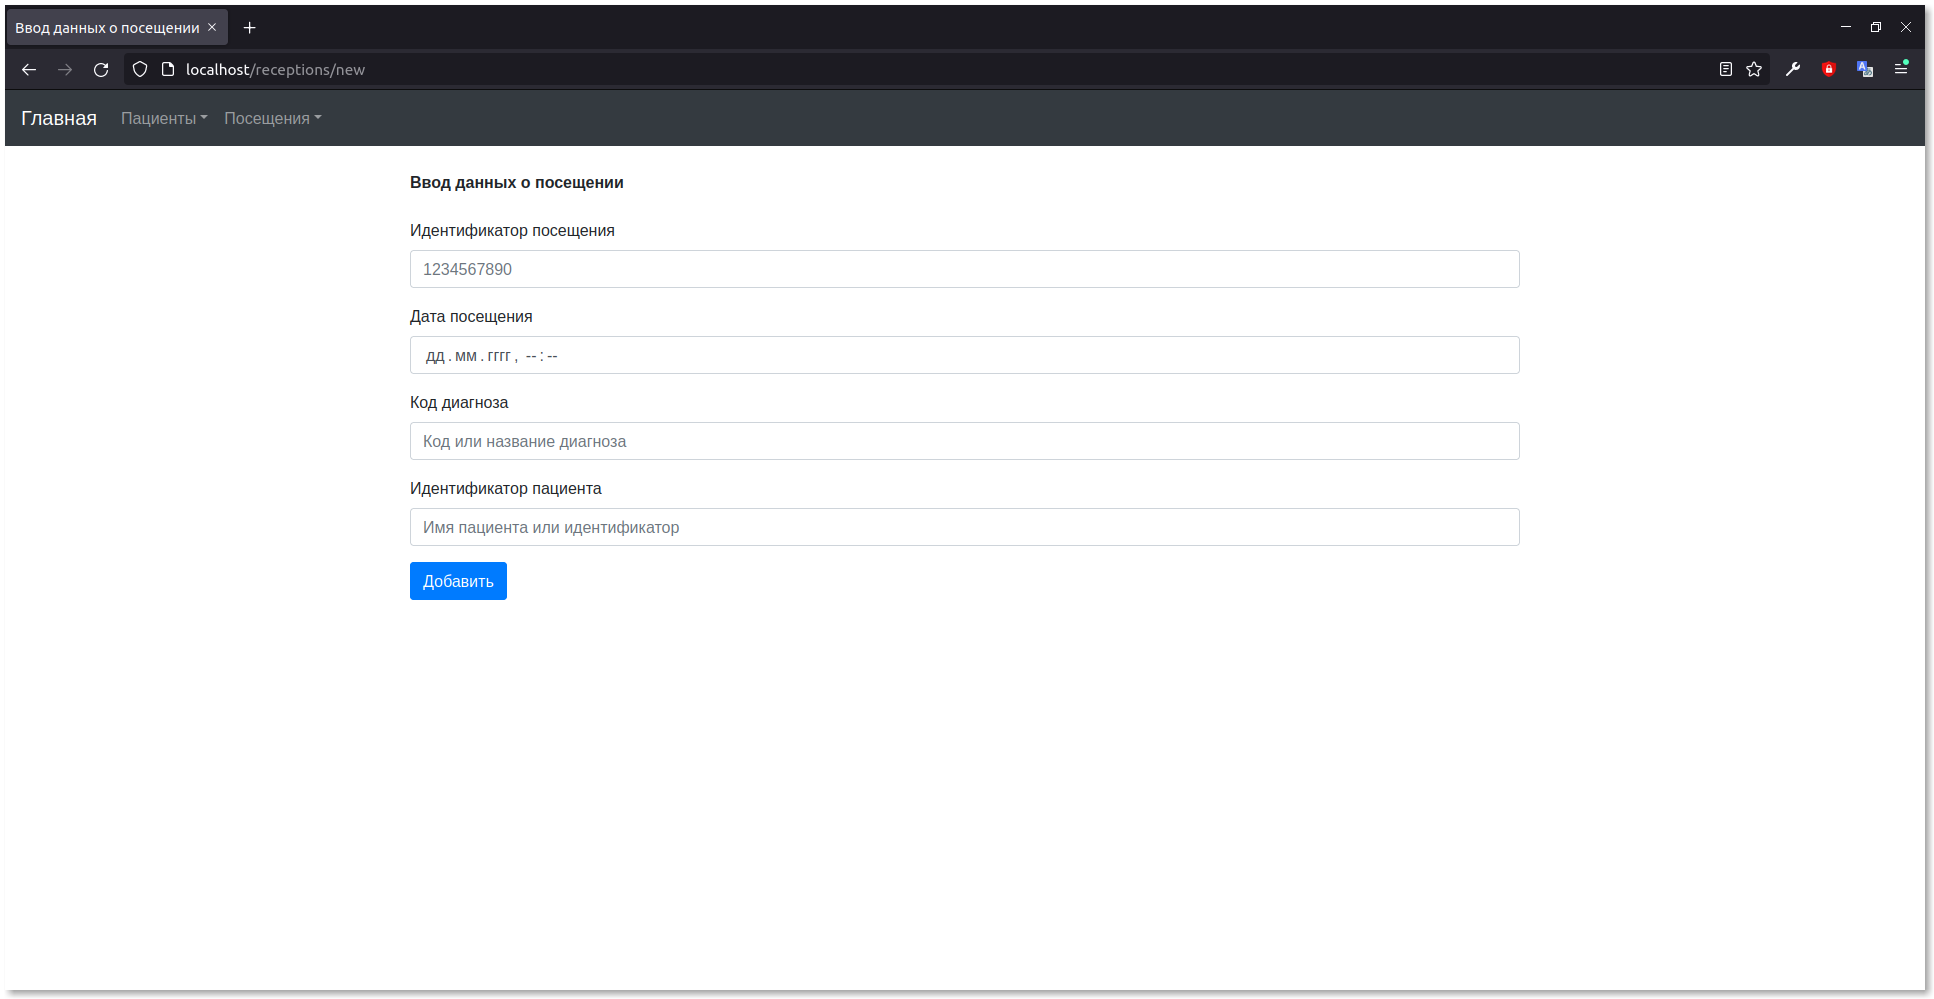 Ввод данных о посещении
localhost/receptions/new
Главная Пациенты Посещения
Ввод данных о посещении
Идентификатор посещения
1234567890
Дата посещения
дд . мм . гггг , -- : --
Код диагноза
Код или название диагноза
Идентификатор пациента
Имя пациента или идентификатор
Добавить